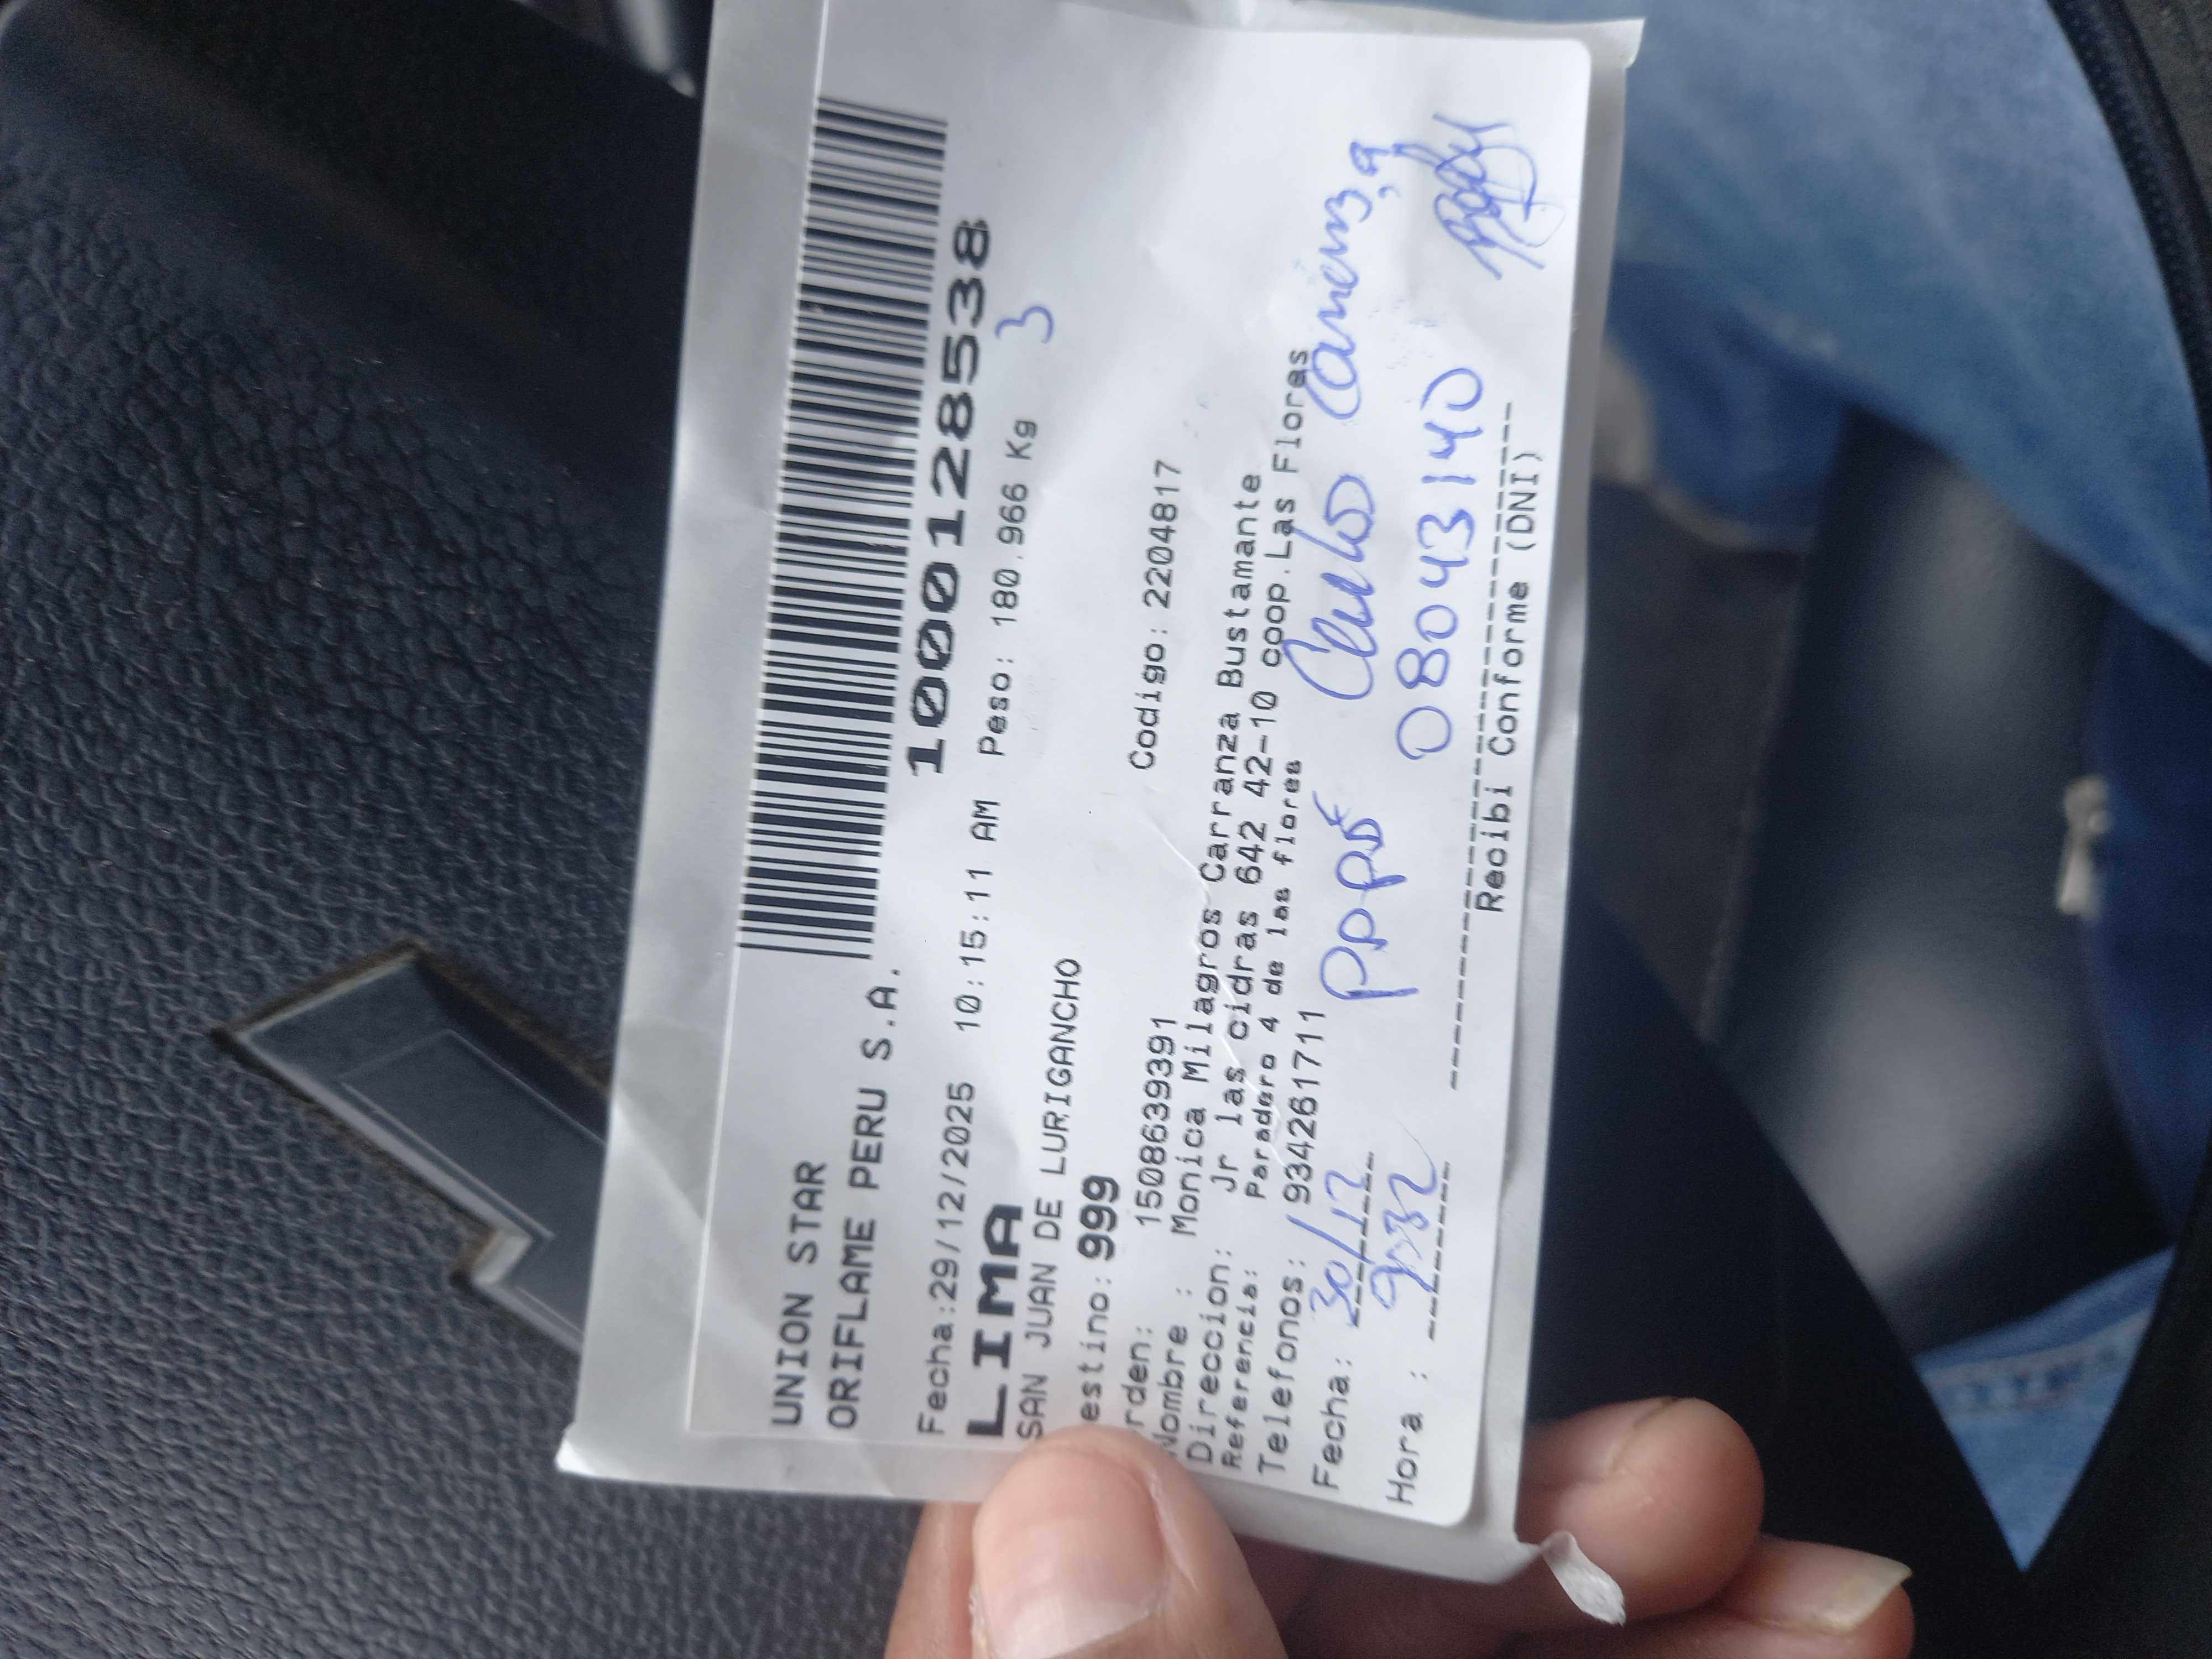 UNION STAR
ORIFLAME PERU S.A.
1000128538
Fecha:29/12/2025 10:15:11 AM Peso: 180.966 Kg 3
LIMA
SAN JUAN DE LURIGANCHO
estino: 999
rden: 150863939​1 Codigo: 2204817
Nombre : Monica Milagros Carranza Bustamante
Direccion: Jr las cidras 642 42-10 coop.Las Flores
Referencia: Paradero 4 de las flores
Telefonos: 934261711
Fecha: 30/12
08043140
Hora : 9:32
Recibi Conforme (DNI)